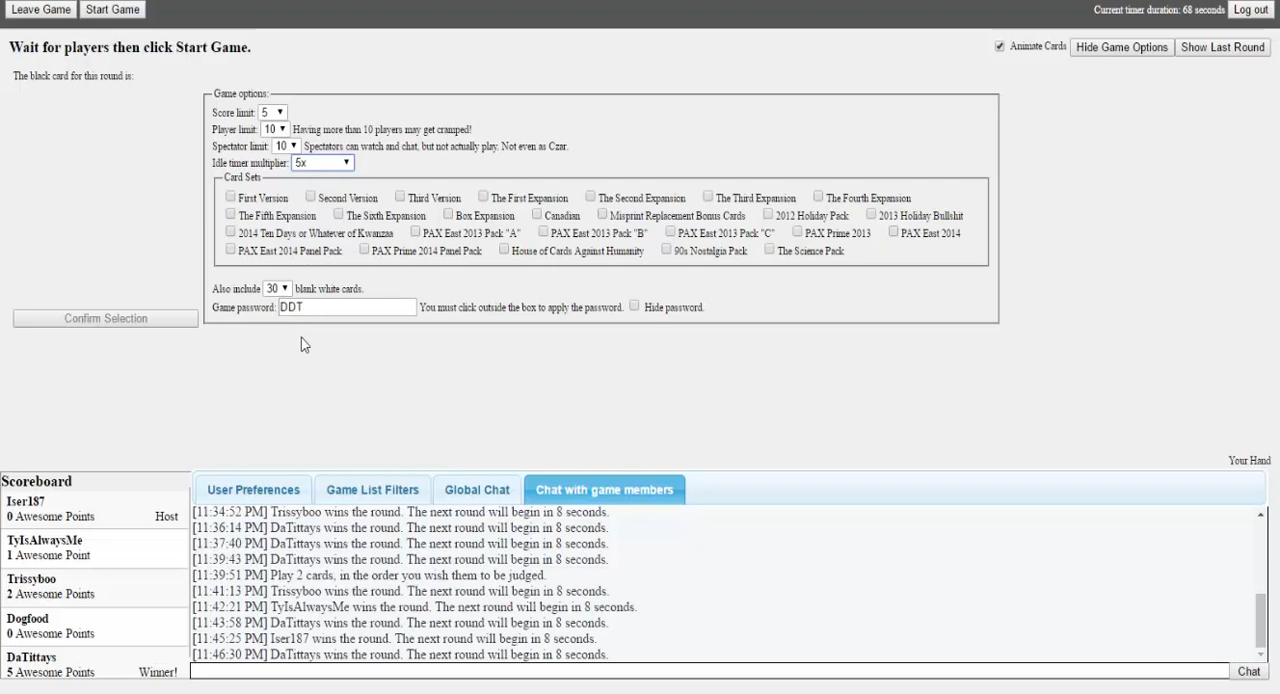 Leave Game Start Game Current timer duration: 68 seconds Log out
Wait for players then click Start Game. Animate Cards Hide Game Options Show Last Round
The black card for this round is:
Game options:
Score limit: 5
Player limit: 10 Having more than 10 players may get cramped!
Spectator limit: 10 Spectators can watch and chat, but not actually play. Not even as Czar.
Idle timer multiplier: 5x
Card Sets
First Version Second Version Third Version The First Expansion The Second Expansion The Third Expansion The Fourth Expansion
The Fifth Expansion The Sixth Expansion Box Expansion Canadian Misprint Replacement Bonus Cards 2012 Holiday Pack 2013 Holiday Bullshit
2014 Ten Days or Whatever of Kwanzaa PAX East 2013 Pack "A" PAX East 2013 Pack "B" PAX East 2013 Pack "C" PAX Prime 2013 PAX East 2014
PAX East 2014 Panel Pack PAX Prime 2014 Panel Pack House of Cards Against Humanity 90s Nostalgia Pack The Science Pack
Also include 30 blank white cards.
Game password: DDT You must click outside the box to apply the password. Hide password.
Confirm Selection
Your Hand
Scoreboard
Iser187
0 Awesome Points Host
TyIsAlwaysMe
1 Awesome Point
Trissyboo
2 Awesome Points
Dogfood
0 Awesome Points
DaTittays
5 Awesome Points Winner!
User Preferences Game List Filters Global Chat Chat with game members
[11:34:52 PM] Trissyboo wins the round. The next round will begin in 8 seconds.
[11:36:14 PM] DaTittays wins the round. The next round will begin in 8 seconds.
[11:37:40 PM] DaTittays wins the round. The next round will begin in 8 seconds.
[11:39:43 PM] DaTittays wins the round. The next round will begin in 8 seconds.
[11:39:51 PM] Play 2 cards, in the order you wish them to be judged.
[11:41:13 PM] Trissyboo wins the round. The next round will begin in 8 seconds.
[11:42:21 PM] TyIsAlwaysMe wins the round. The next round will begin in 8 seconds.
[11:43:58 PM] DaTittays wins the round. The next round will begin in 8 seconds.
[11:45:25 PM] Iser187 wins the round. The next round will begin in 8 seconds.
[11:46:30 PM] DaTittays wins the round. The next round will begin in 8 seconds.
Chat